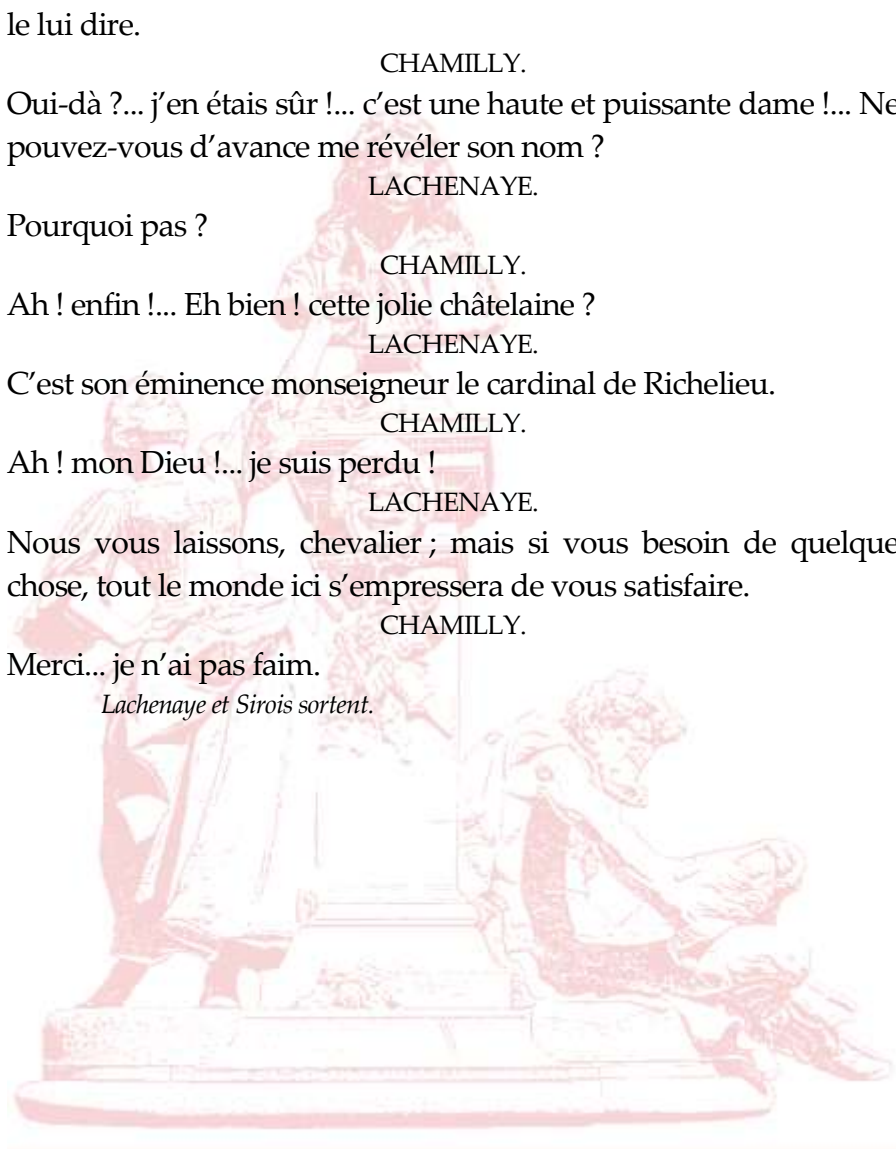 le lui dire.
CHAMILLY.
Oui-dà ?... j’en étais sûr !... c’est une haute et puissante dame !... Ne
pouvez-vous d’avance me révéler son nom ?
LACHENAYE.
Pourquoi pas ?
CHAMILLY.
Ah ! enfin !... Eh bien ! cette jolie châtelaine ?
LACHENAYE.
C’est son éminence monseigneur le cardinal de Richelieu.
CHAMILLY.
Ah ! mon Dieu !... je suis perdu !
LACHENAYE.
Nous vous laissons, chevalier ; mais si vous besoin de quelque
chose, tout le monde ici s’empressera de vous satisfaire.
CHAMILLY.
Merci... je n’ai pas faim.
Lachenaye et Sirois sortent.